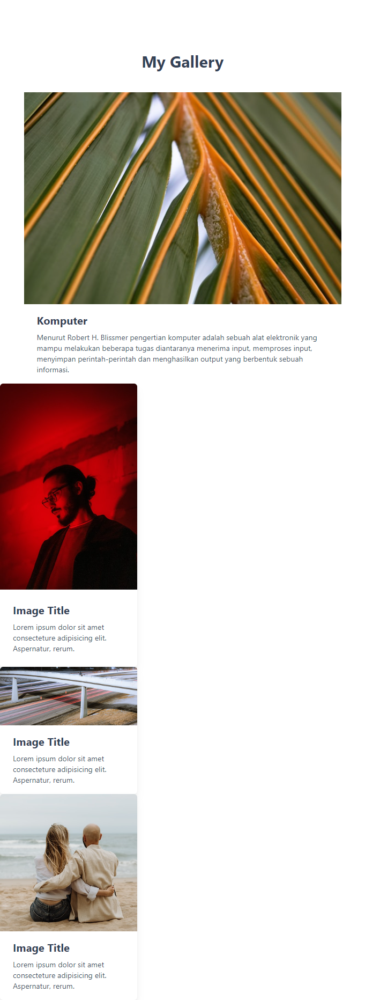 My Gallery
Komputer
Menurut Robert H. Blissmer pengertian komputer adalah sebuah alat elektronik yang
mampu melakukan beberapa tugas diantaranya menerima input, memproses input,
menyimpan perintah-perintah dan menghasilkan output yang berbentuk sebuah
informasi.
Image Title
Lorem ipsum dolor sit amet
consecteture adipisicing elit.
Aspernatur, rerum.
Image Title
Lorem ipsum dolor sit amet
consecteture adipisicing elit.
Aspernatur, rerum.
Image Title
Lorem ipsum dolor sit amet
consecteture adipisicing elit.
Aspernatur, rerum.